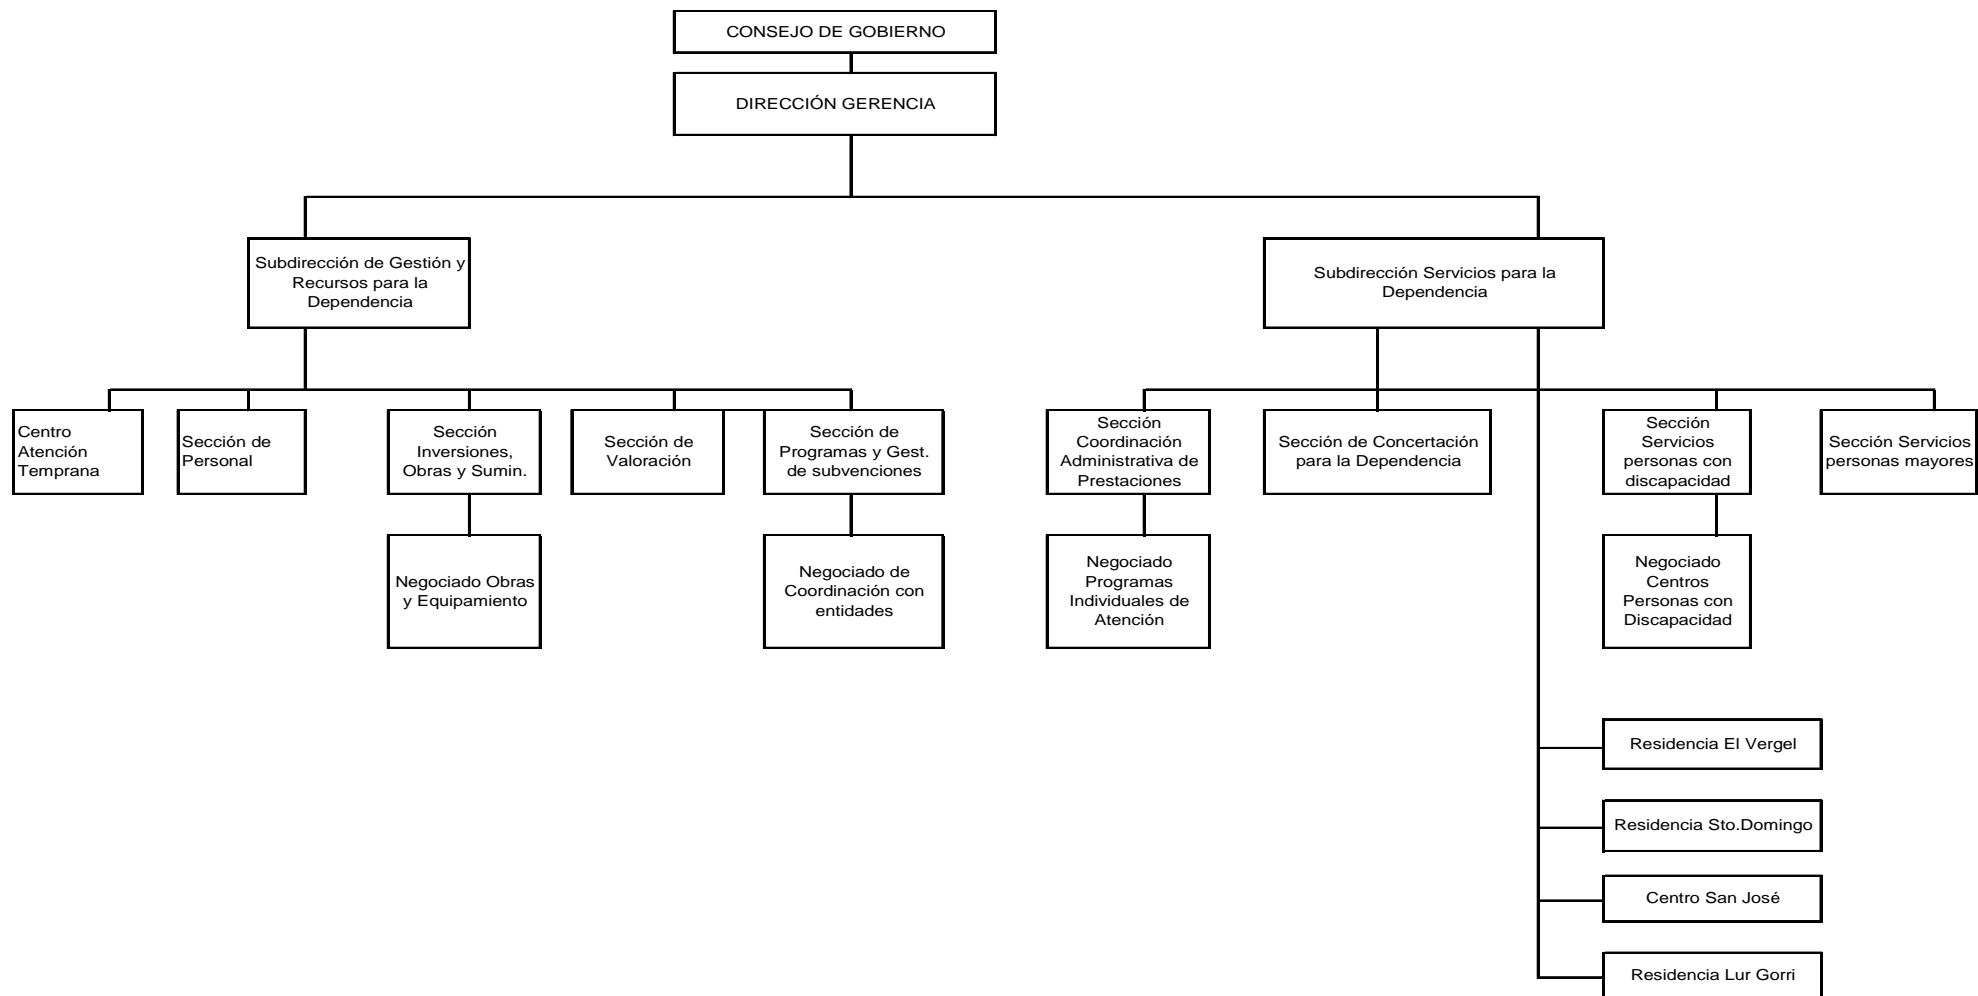 CONSEJO DE GOBIERNO
DIRECCIÓN GERENCIA
Subdirección de Gestión y
Recursos para la
Dependencia
Subdirección Servicios para la
Dependencia
Centro
Atención
Temprana
Sección de
Personal
Sección
Inversiones,
Obras y Sumin.
Sección de
Valoración
Sección de
Programas y Gest.
de subvenciones
Sección
Coordinación
Administrativa de
Prestaciones
Sección de Concertación
para la Dependencia
Sección
Servicios
personas con
discapacidad
Sección Servicios
personas mayores
Negociado Obras
y Equipamiento
Negociado de
Coordinación con
entidades
Negociado
Programas
Individuales de
Atención
Negociado
Centros
Personas con
Discapacidad
Residencia El Vergel
Residencia Sto.Domingo
Centro San José
Residencia Lur Gorri